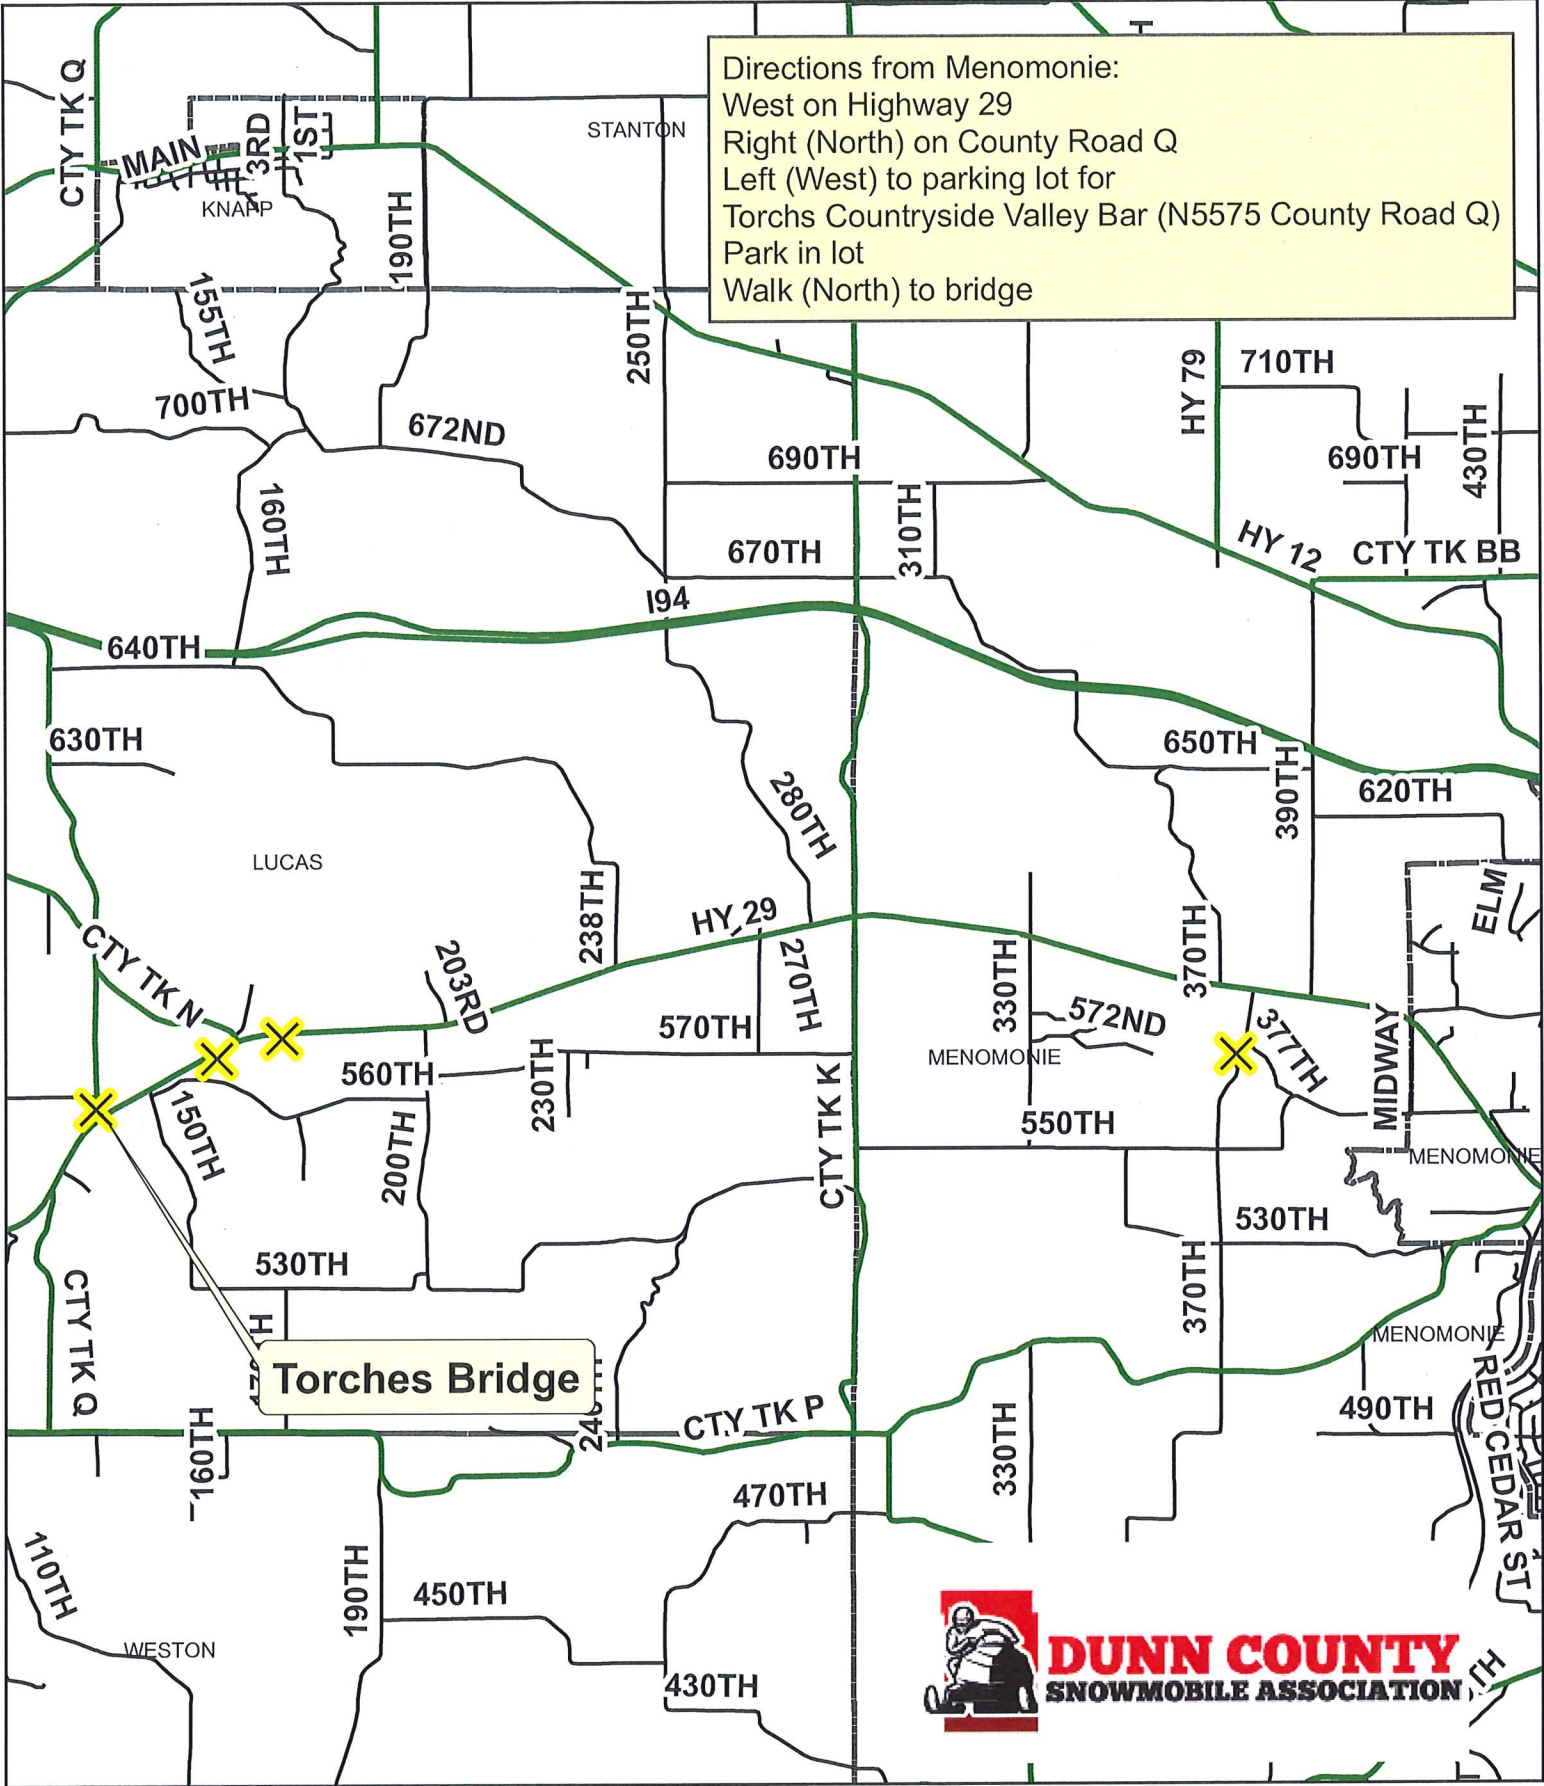 Directions from Menomonie:
West on Highway 29
Right (North) on County Road Q
Left (West) to parking lot for
Torchs Countryside Valley Bar (N5575 County Road Q)
Park in lot
Walk (North) to bridge
CTY TK Q
MAIN
3RD
1ST
STANTON
KNAPP
190TH
155TH
250TH
HY 79
710TH
700TH
672ND
690TH
690TH
430TH
160TH
310TH
670TH
HY 12
CTY TK BB
I94
640TH
630TH
650TH
390TH
620TH
280TH
LUCAS
238TH
HY 29
ELM
CTY TK N
203RD
270TH
330TH
370TH
572ND
570TH
MENOMONIE
377TH
MIDWAY
560TH
230TH
150TH
200TH
CTY TK K
550TH
MENOMONIE
530TH
530TH
370TH
CTY TK Q
MENOMONIE
Torches Bridge
RED CEDAR ST
490TH
CTY TK P
160TH
330TH
470TH
110TH
190TH
450TH
WESTON
430TH
DUNN COUNTY
SNOWMOBILE ASSOCIATION